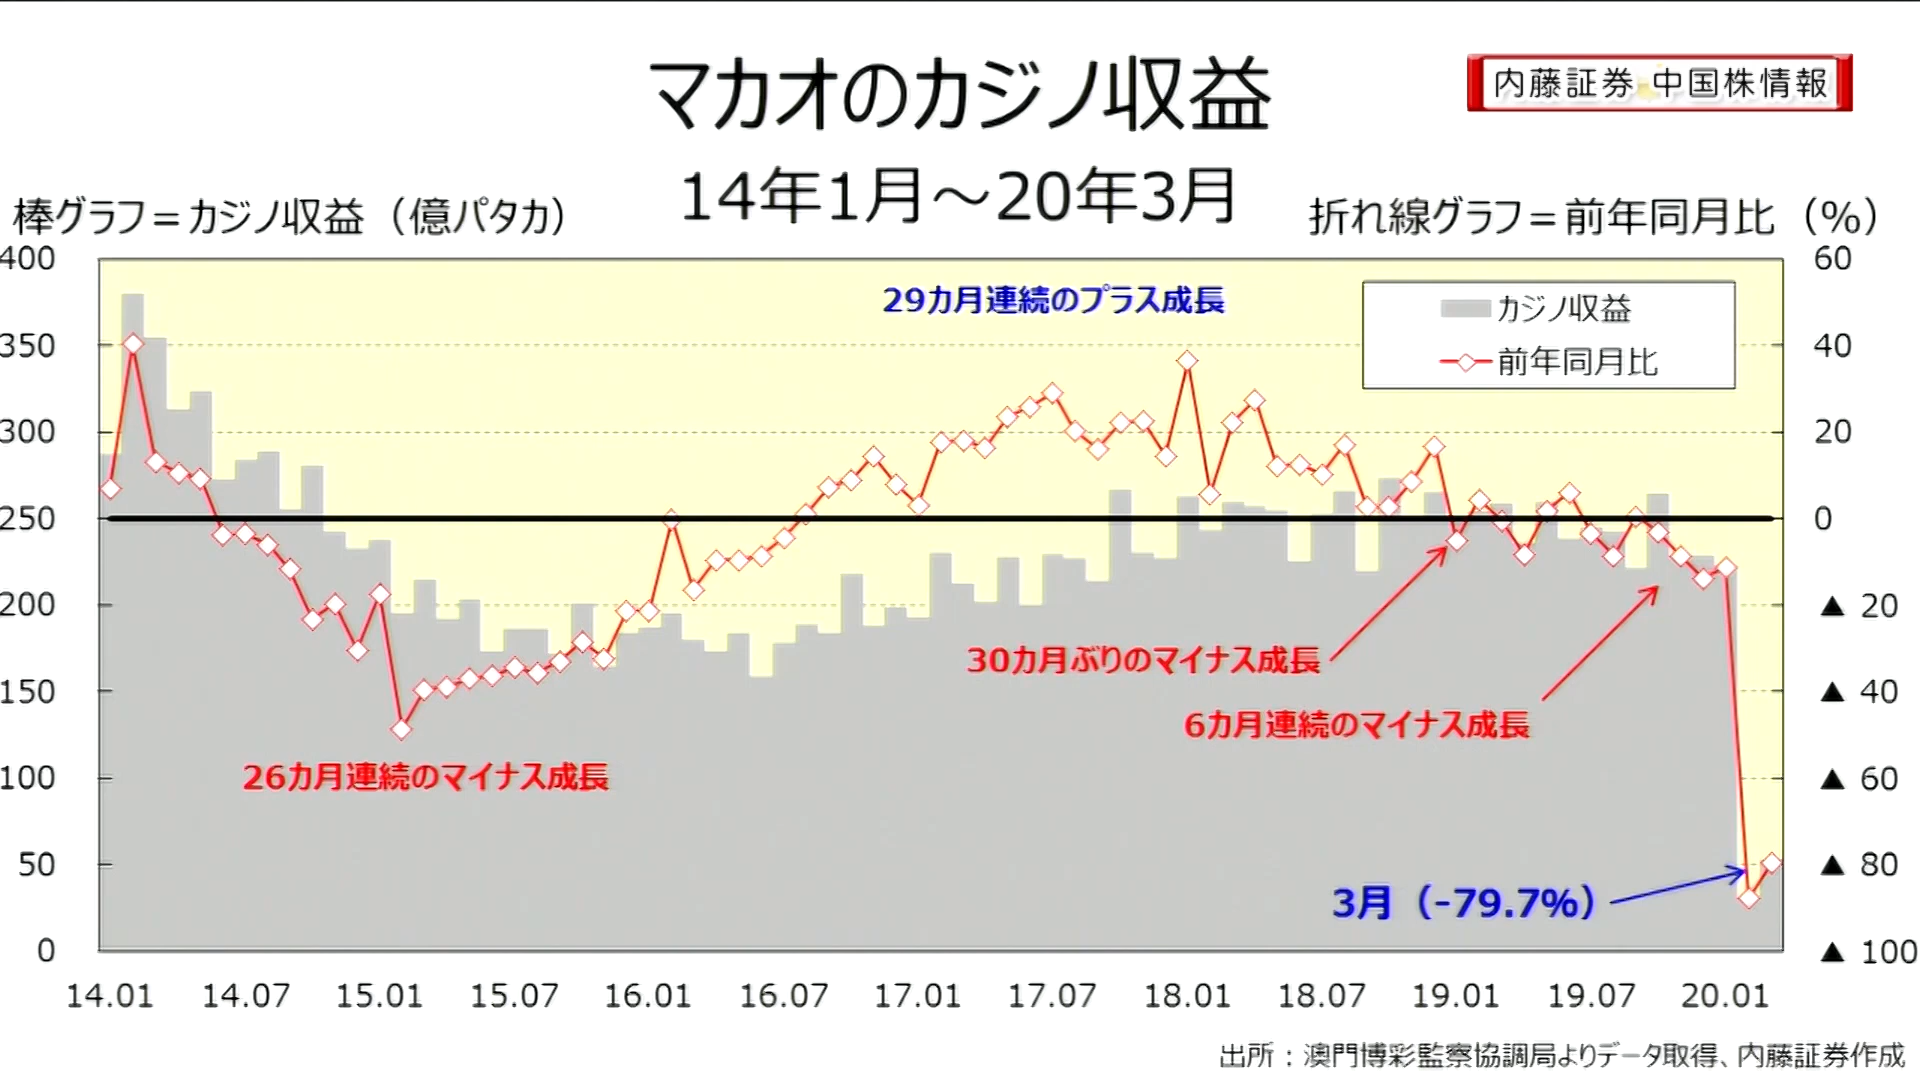 マカオのカジノ収益
内藤証券 中国株情報
14年1月～20年3月
棒グラフ＝カジノ収益（億パタカ）
折れ線グラフ＝前年同月比（%）
400
350
300
250
200
150
100
50
0
60
40
20
0
▲ 20
▲ 40
▲ 60
▲ 80
▲ 100
29カ月連続のプラス成長
カジノ収益
前年同月比
30カ月ぶりのマイナス成長
6カ月連続のマイナス成長
26カ月連続のマイナス成長
3月（-79.7%）
14.01 14.07 15.01 15.07 16.01 16.07 17.01 17.07 18.01 18.07 19.01 19.07 20.01
出所：澳門博彩監察協調局よりデータ取得、内藤証券作成